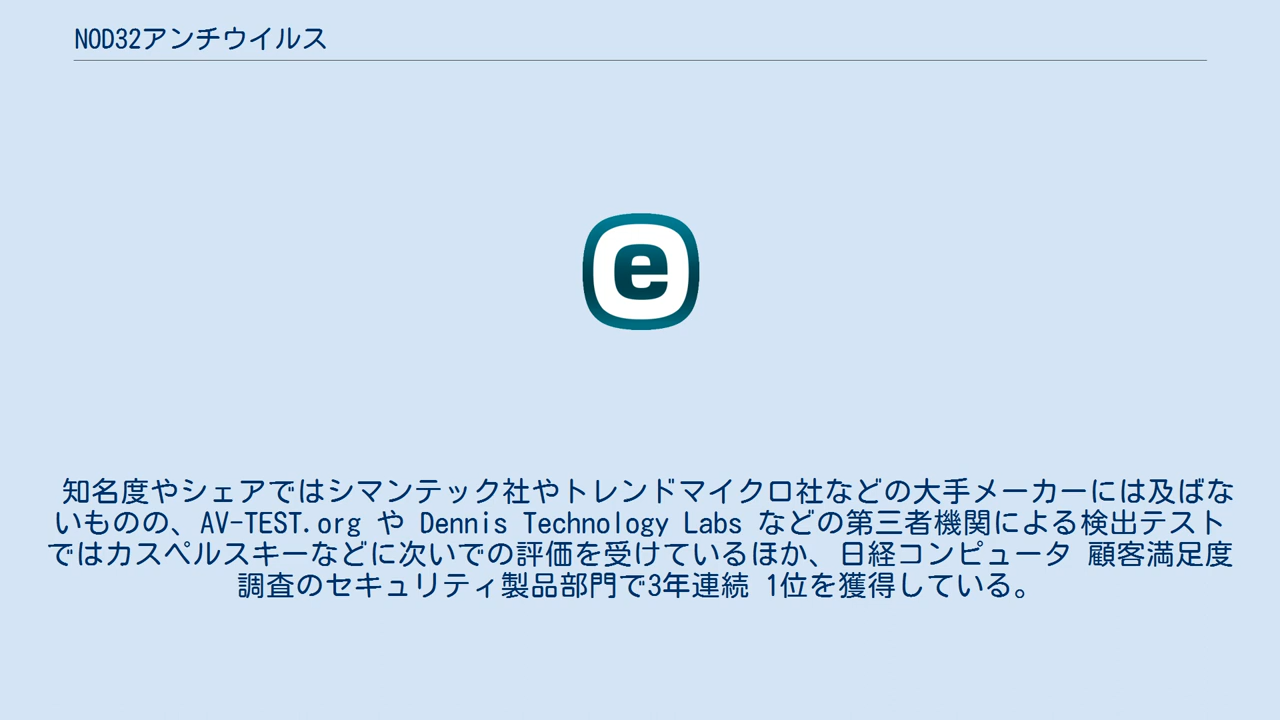 NOD32アンチウイルス
e
知名度やシェアではシマンテック社やトレンドマイクロ社などの大手メーカーには及ばな
いものの、AV-TEST.org や Dennis Technology Labs などの第三者機関による検出テスト
ではカスペルスキーなどに次いでの評価を受けているほか、日経コンピュータ 顧客満足度
調査のセキュリティ製品部門で3年連続 1位を獲得している。